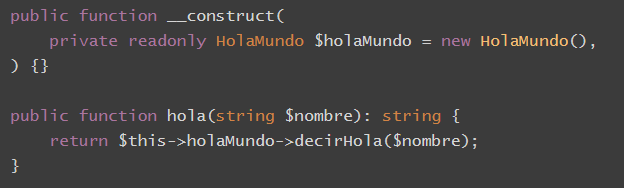 public function __construct(
    private readonly HolaMundo $holaMundo = new HolaMundo(),
) {}

public function hola(string $nombre): string {
    return $this->holaMundo->decirHola($nombre);
}